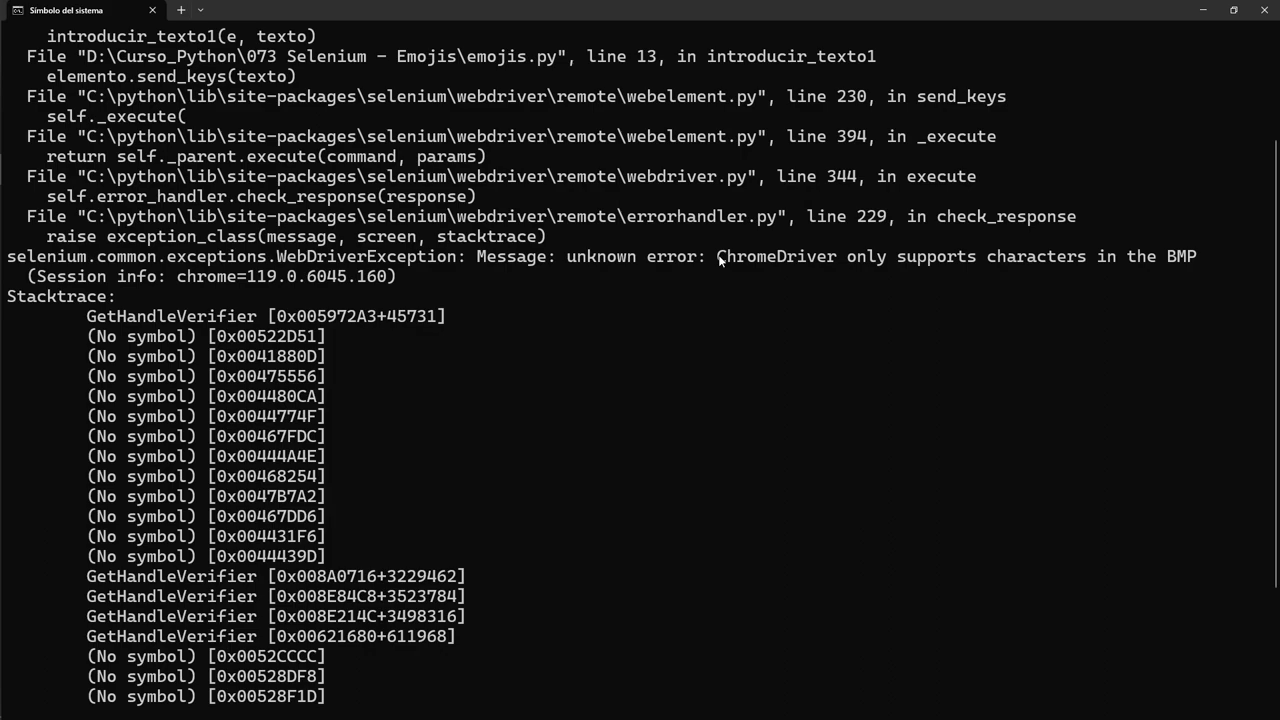 Símbolo del sistema
introducir_texto1(e, texto)
File "D:\Curso_Python\073 Selenium - Emojis\emojis.py", line 13, in introducir_texto1
elemento.send_keys(texto)
File "C:\python\lib\site-packages\selenium\webdriver\remote\webelement.py", line 230, in send_keys
self._execute(
File "C:\python\lib\site-packages\selenium\webdriver\remote\webelement.py", line 394, in _execute
return self._parent.execute(command, params)
File "C:\python\lib\site-packages\selenium\webdriver\remote\webdriver.py", line 344, in execute
self.error_handler.check_response(response)
File "C:\python\lib\site-packages\selenium\webdriver\remote\errorhandler.py", line 229, in check_response
raise exception_class(message, screen, stacktrace)
selenium.common.exceptions.WebDriverException: Message: unknown error: ChromeDriver only supports characters in the BMP
(Session info: chrome=119.0.6045.160)
Stacktrace:
GetHandleVerifier [0x005972A3+45731]
(No symbol) [0x00522D51]
(No symbol) [0x0041880D]
(No symbol) [0x00475556]
(No symbol) [0x004480CA]
(No symbol) [0x0044774F]
(No symbol) [0x00467FDC]
(No symbol) [0x00444A4E]
(No symbol) [0x00468254]
(No symbol) [0x0047B7A2]
(No symbol) [0x00467DD6]
(No symbol) [0x004431F6]
(No symbol) [0x0044439D]
GetHandleVerifier [0x008A0716+3229462]
GetHandleVerifier [0x008E84C8+3523784]
GetHandleVerifier [0x008E214C+3498316]
GetHandleVerifier [0x00621680+611968]
(No symbol) [0x0052CCCC]
(No symbol) [0x00528DF8]
(No symbol) [0x00528F1D]